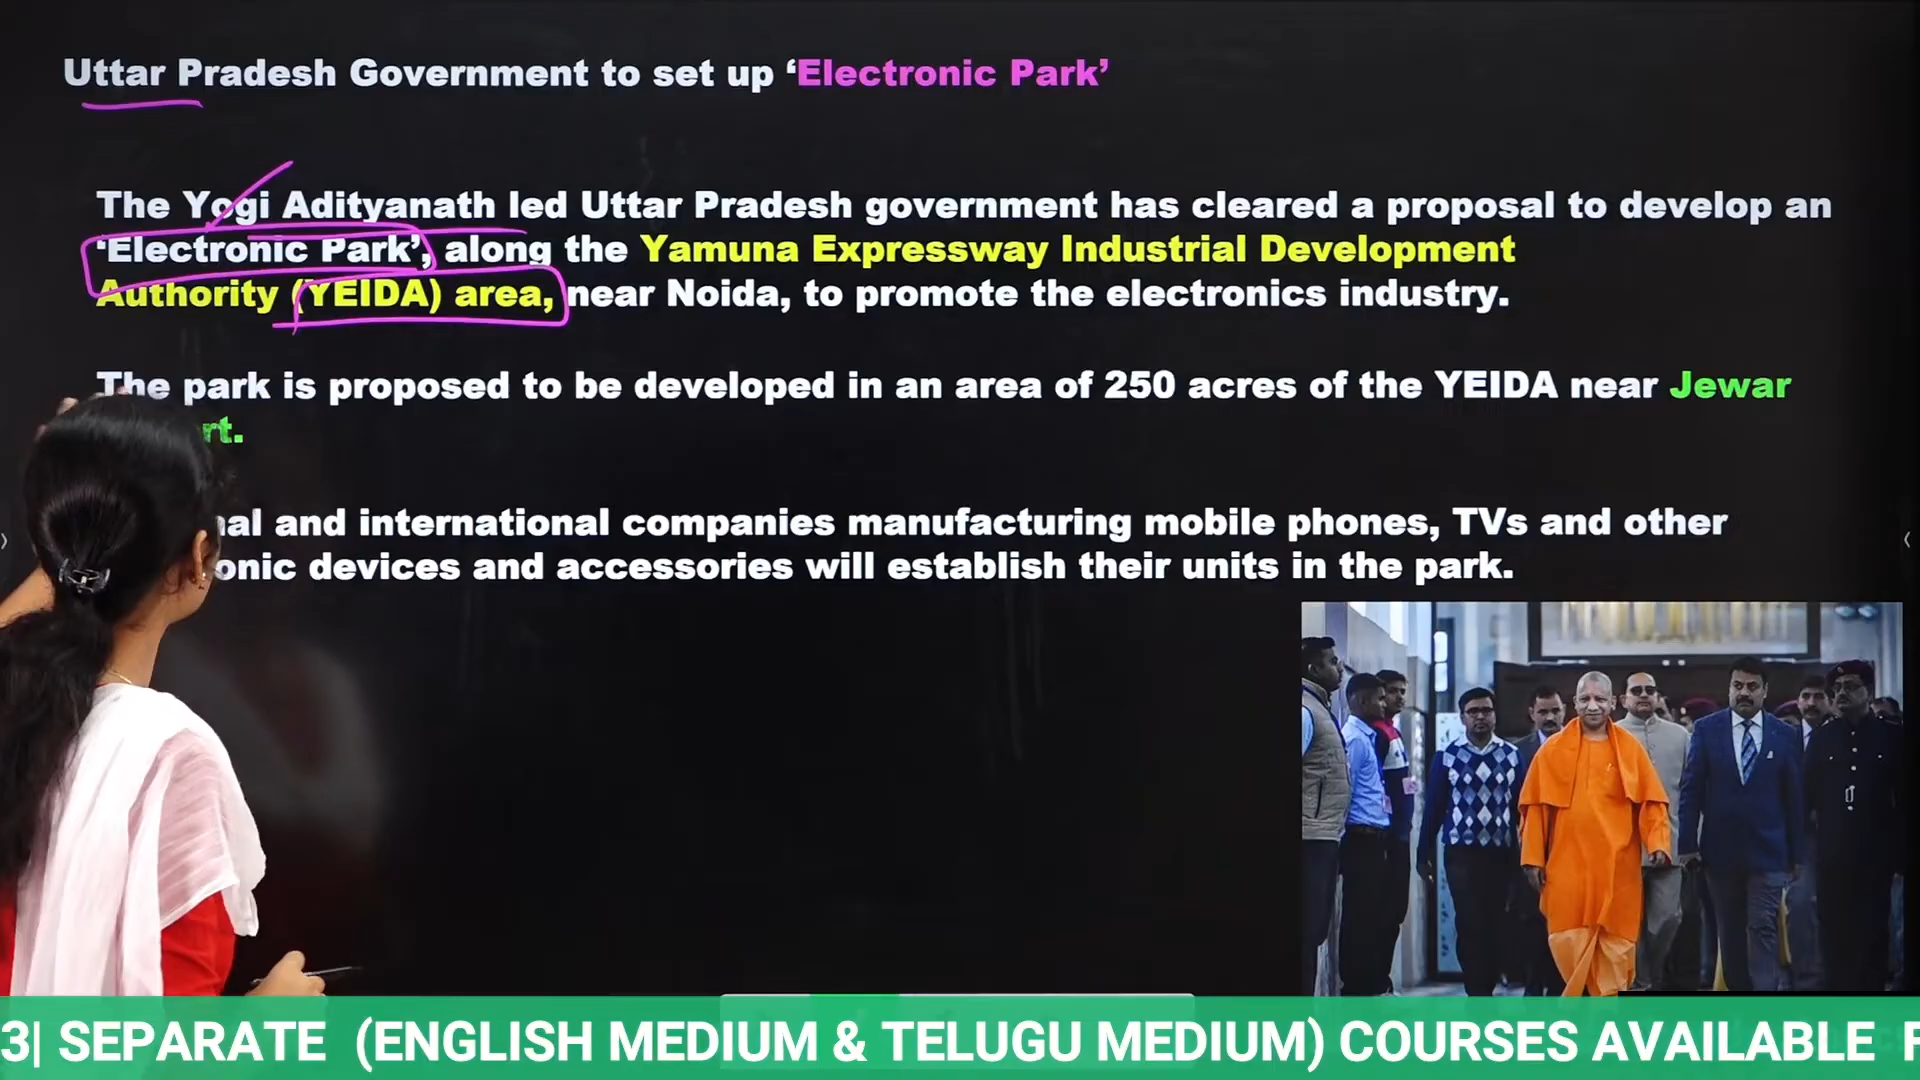 Uttar Pradesh Government to set up ‘Electronic Park’
The Yogi Adityanath led Uttar Pradesh government has cleared a proposal to develop an
‘Electronic Park’, along the Yamuna Expressway Industrial Development
Authority (YEIDA) area, near Noida, to promote the electronics industry.
The park is proposed to be developed in an area of 250 acres of the YEIDA near Jewar
and international companies manufacturing mobile phones, TVs and other
devices and accessories will establish their units in the park.
3| SEPARATE (ENGLISH MEDIUM & TELUGU MEDIUM) COURSES AVAILABLE